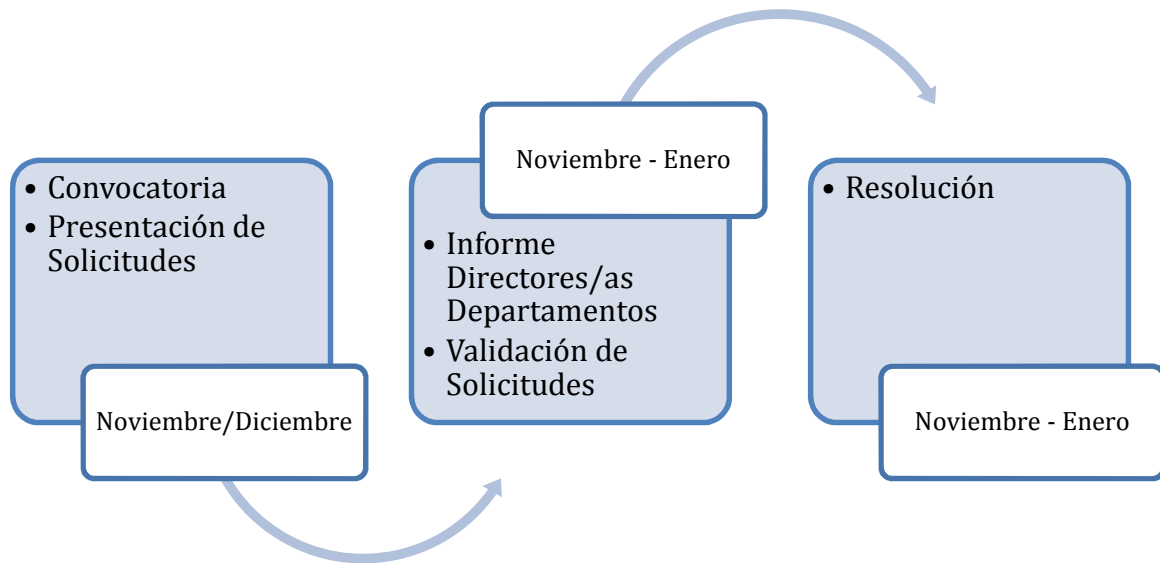 • Convocatoria
• Presentación de
Solicitudes
Noviembre/Diciembre
Noviembre - Enero
• Informe
Directores/as
Departamentos
• Validación de
Solicitudes
• Resolución
Noviembre - Enero